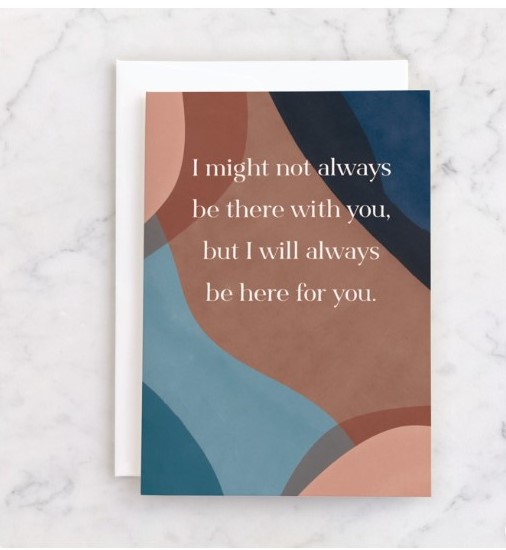 I might not always
be there with you,
but I will always
be here for you.